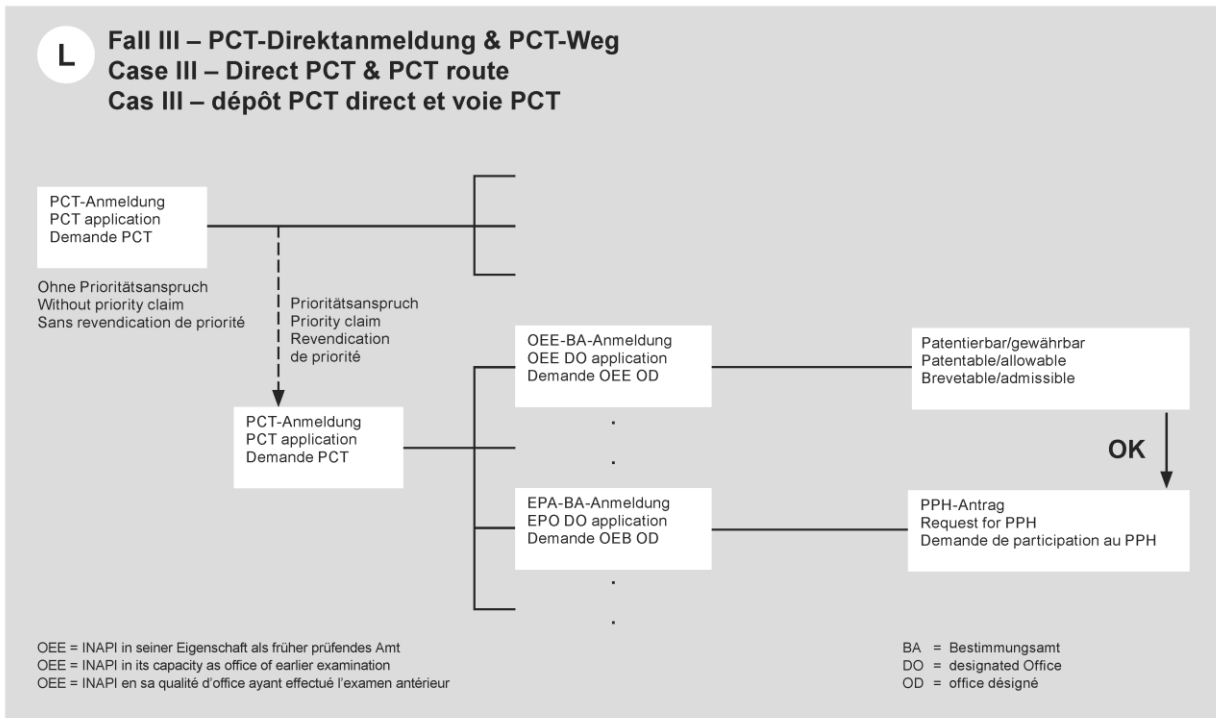 L
Fall III – PCT-Direktanmeldung & PCT-Weg
Case III – Direct PCT & PCT route
Cas III – dépôt PCT direct et voie PCT
PCT-Anmeldung
PCT application
Demande PCT
Ohne Prioritätsanspruch
Without priority claim
Sans revendication de priorité
Prioritätsanspruch
Priority claim
Revendication
de priorité
PCT-Anmeldung
PCT application
Demande PCT
OEE-BA-Anmeldung
OEE DO application
Demande OEE OD
Patentierbar/gewährbar
Patentable/allowable
Brevetable/admissible
OK
EPA-BA-Anmeldung
EPO DO application
Demande OEB OD
PPH-Antrag
Request for PPH
Demande de participation au PPH
OEE = INAPI in seiner Eigenschaft als früher prüfendes Amt
OEE = INAPI in its capacity as office of earlier examination
OEE = INAPI en sa qualité d'office ayant effectué l'examen antérieur
BA = Bestimmungsamt
DO = designated Office
OD = office désigné